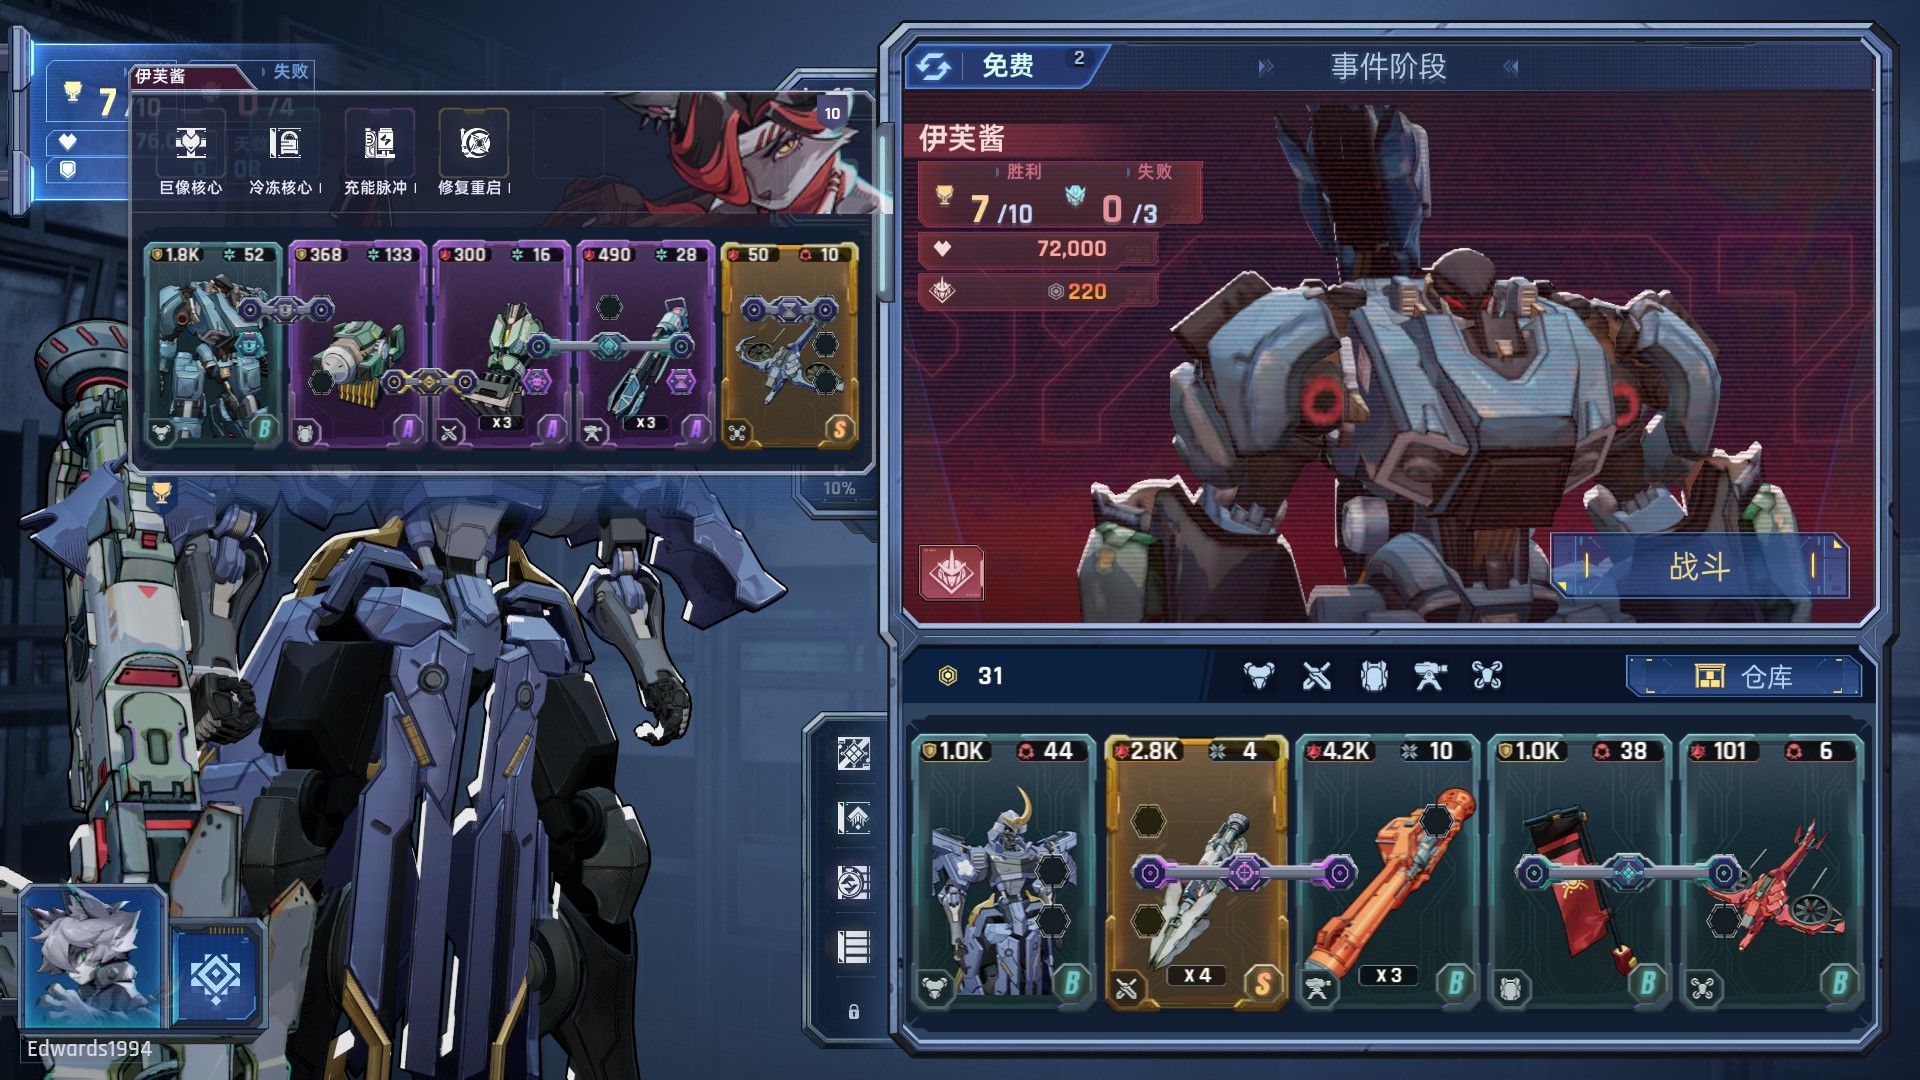 伊芙酱
失败
7/10
0/4
10
巨像核心
冷冻核心 I
充能脉冲 I
修复重启 I
1.8K 52
368 133
300 16
490 28
50 10
x3
x3
B
A
A
A
S
10%
免费 2
事件阶段
伊芙酱
胜利
失败
7/10
0/3
72,000
220
战斗
31
仓库
1.0K 44
2.8K 4
4.2K 10
1.0K 38
101 6
x4
x3
B
S
B
B
B
Edwards1994